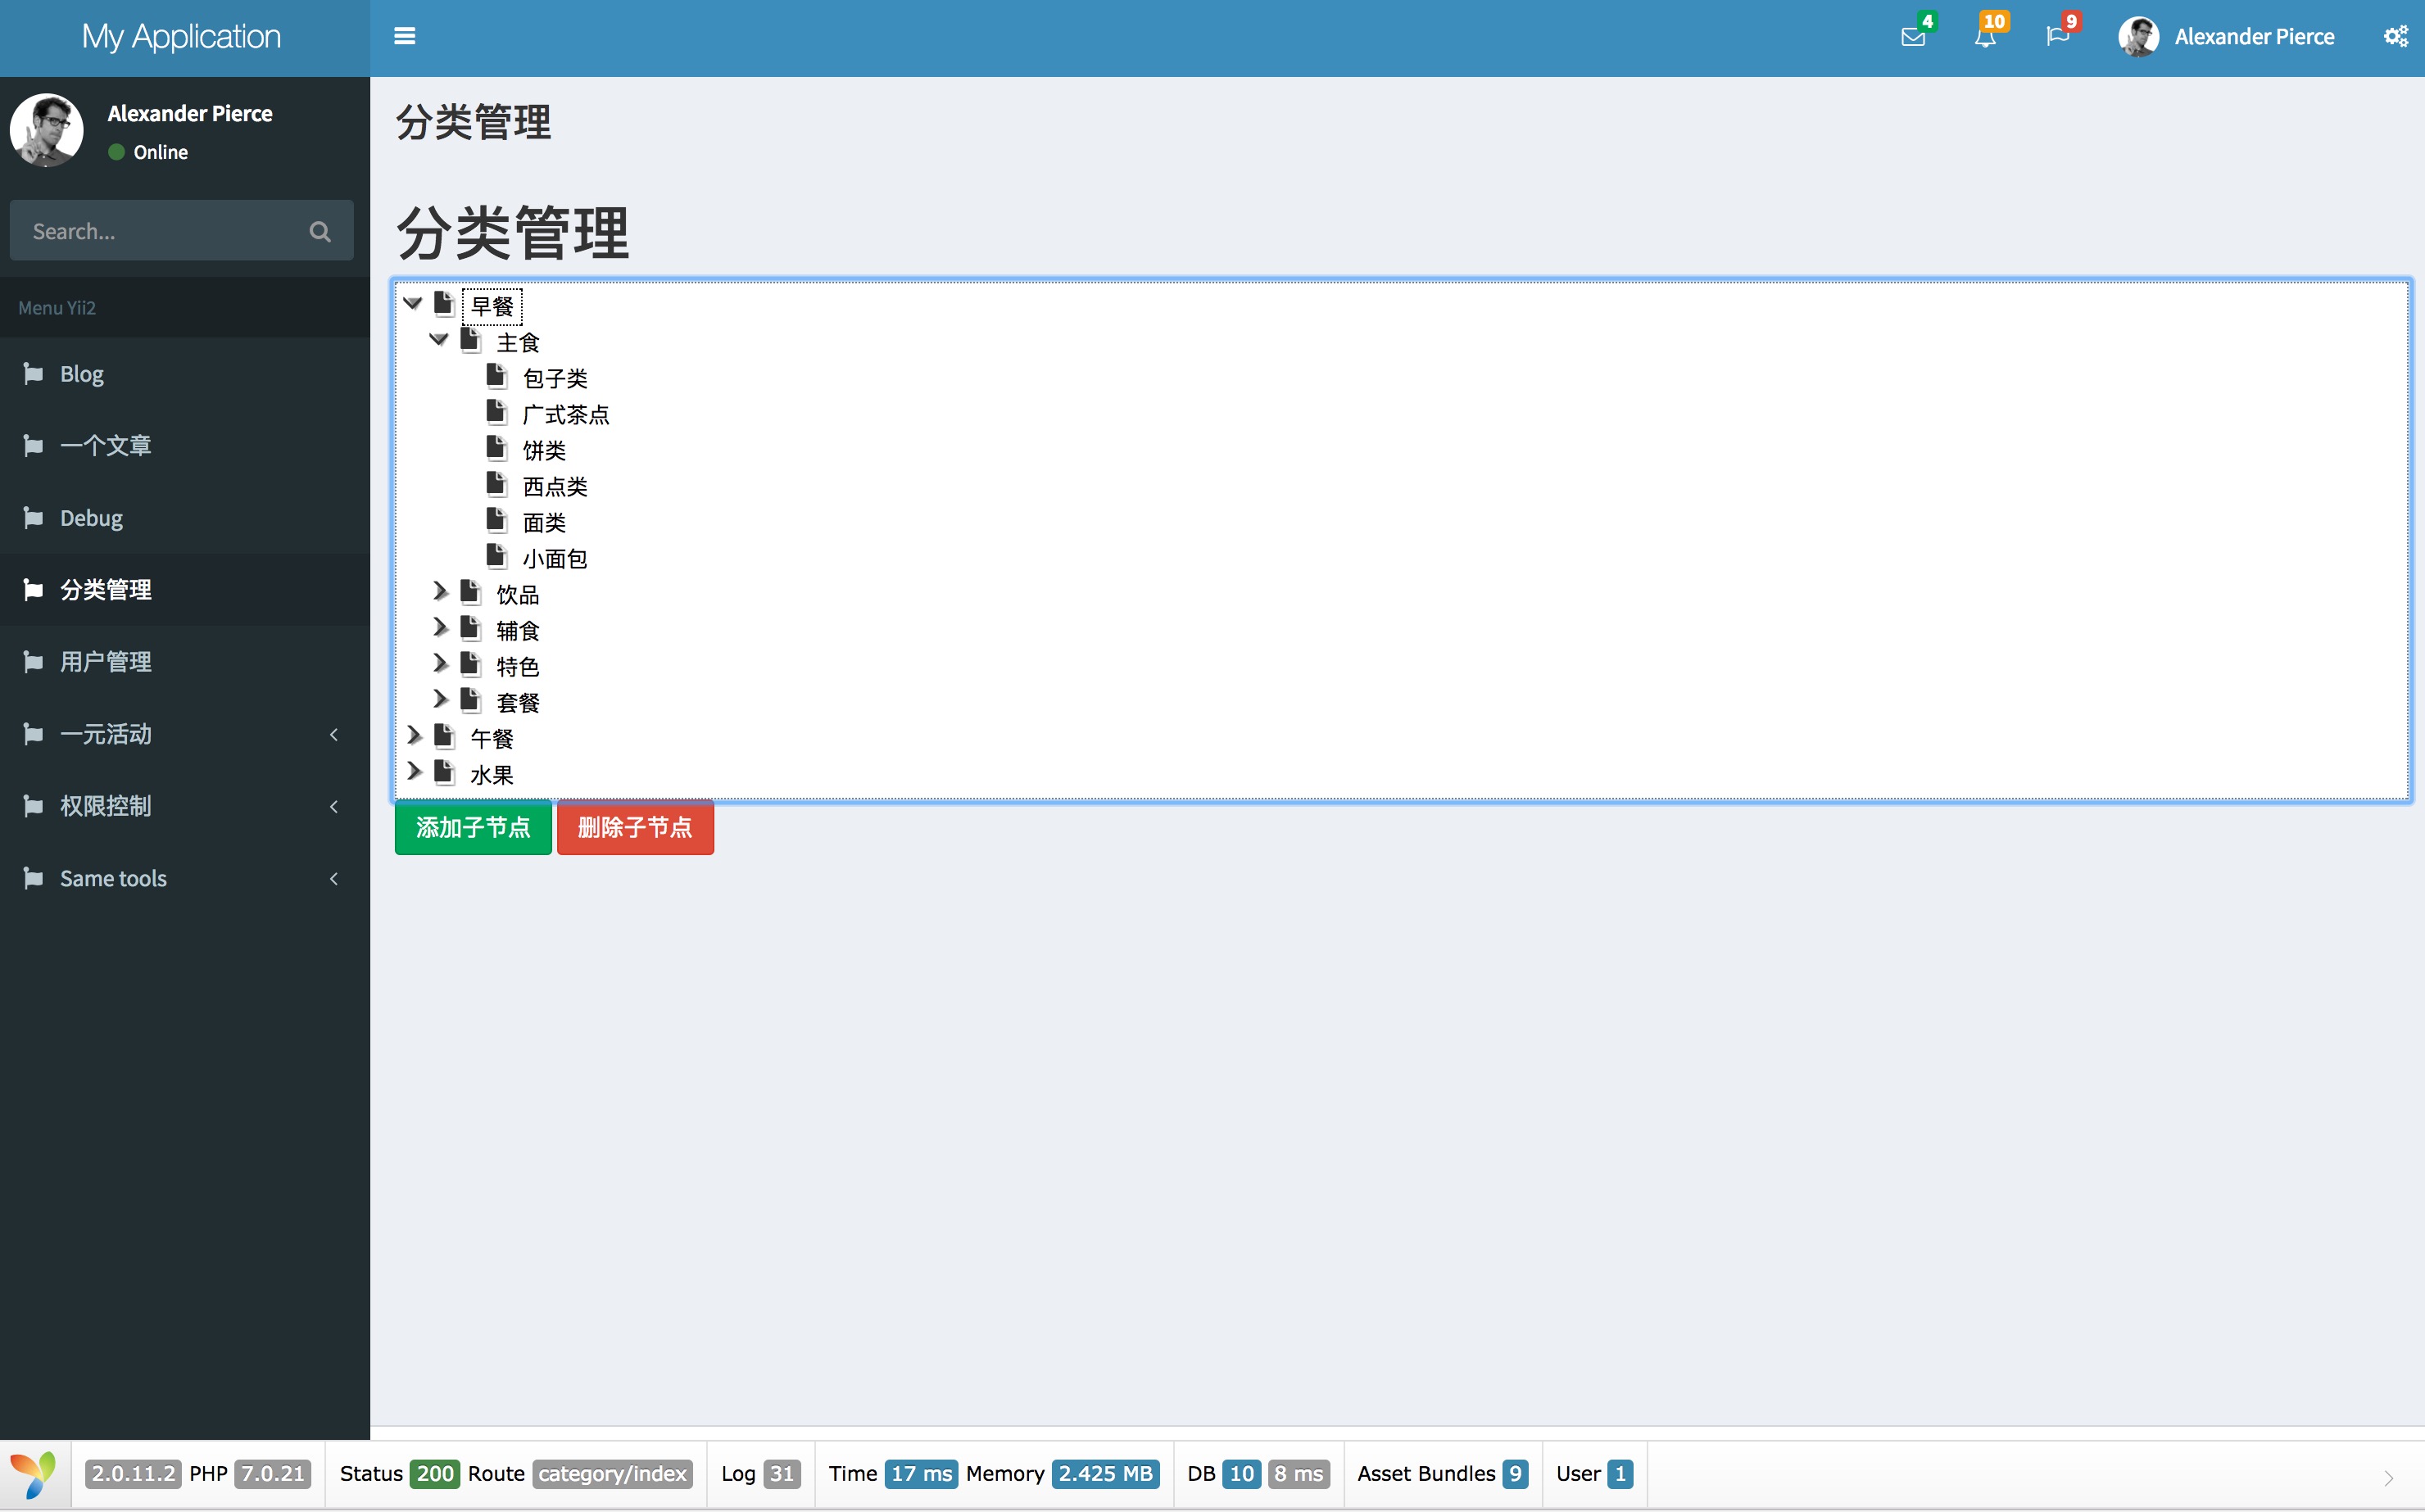 My Application
4
10
9
Alexander Pierce
Alexander Pierce
Online
Search...
Menu Yii2
Blog
一个文章
Debug
分类管理
用户管理
一元活动
权限控制
Same tools
分类管理
分类管理
早餐
主食
包子类
广式茶点
饼类
西点类
面类
小面包
饮品
辅食
特色
套餐
午餐
水果
添加子节点 删除子节点
2.0.11.2 PHP 7.0.21 Status 200 Route category/index Log 31 Time 17 ms Memory 2.425 MB DB 10 8 ms Asset Bundles 9 User 1